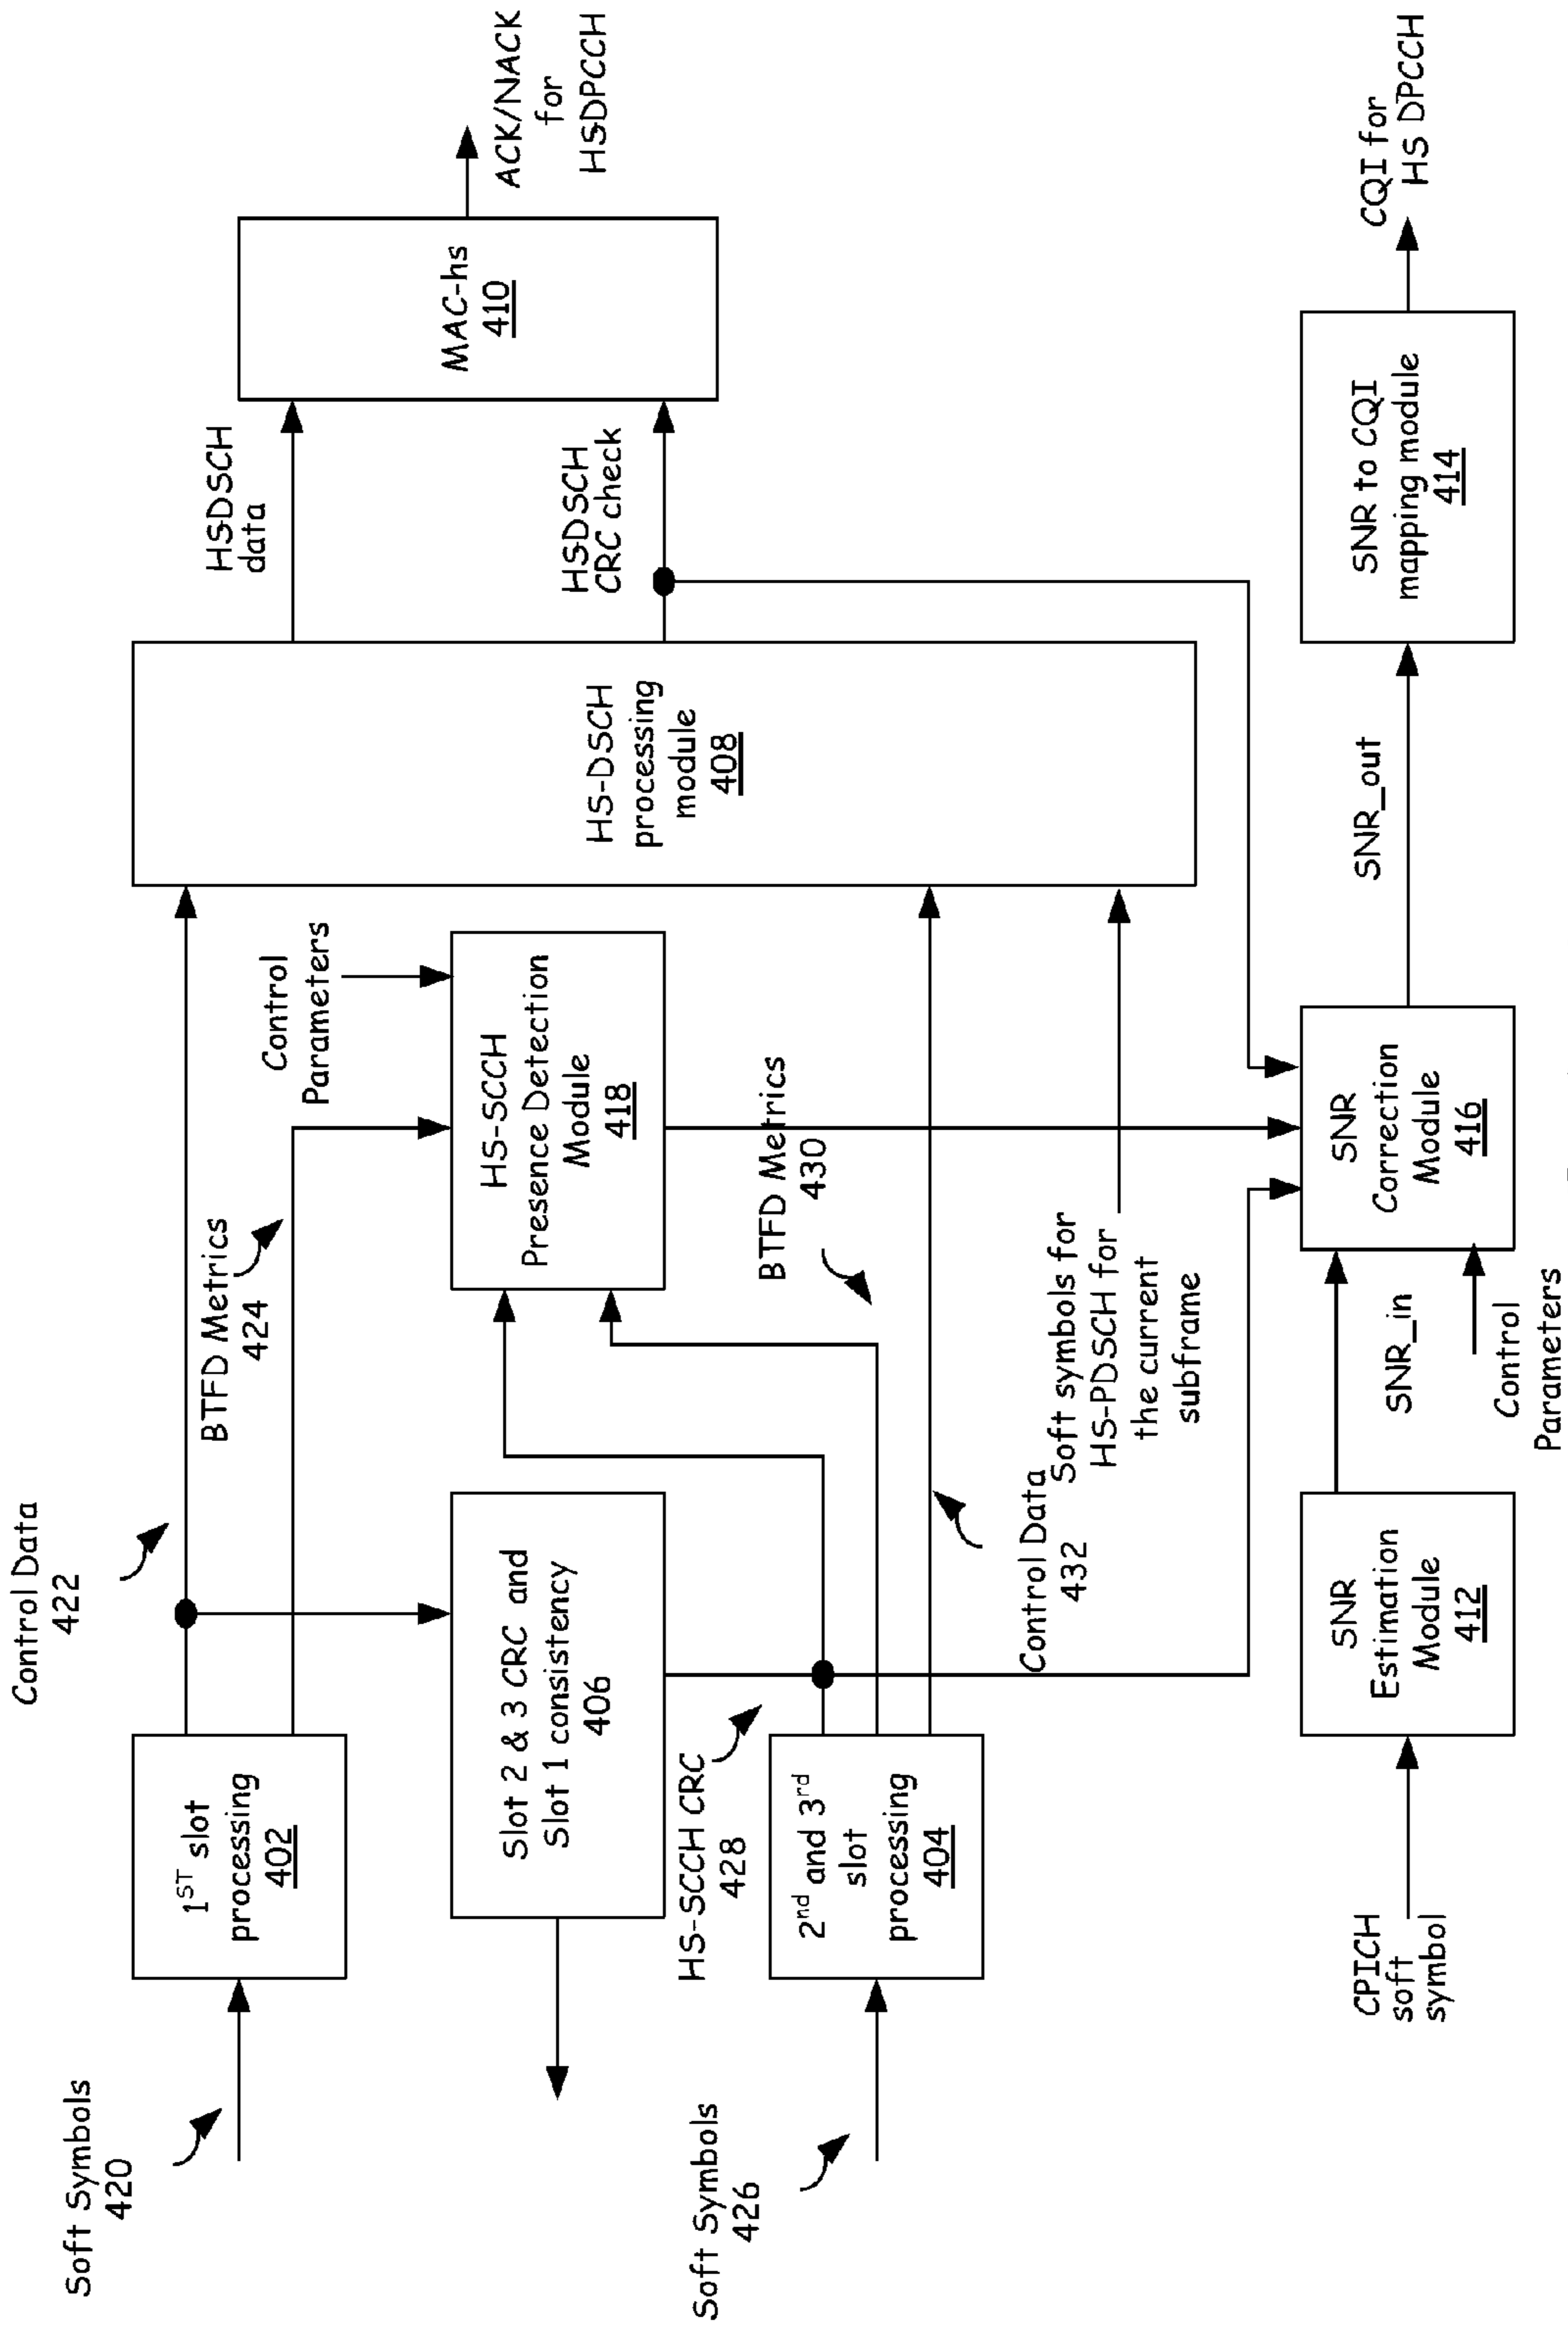 Soft Symbols
420
1ST slot
processing
402
Control Data
422
BTFD Metrics
424
Control
Parameters
HSDSCH
data
Slot 2 & 3 CRC and
Slot 1 consistency
406
HS-SCCH
Presence Detection
Module
418
HS-DSCH
processing
module
408
MAC-hs
410
ACK/NACK
for
HSDPCCH
HSDSCH
CRC check
HS-SCCH CRC
428
Soft Symbols
426
2nd and 3rd
slot
processing
404
BTFD Metrics
430
Control Data
432
Soft symbols for
HS-PDSCH for
the current
subframe
CPICH
soft
symbol
SNR
Estimation
Module
412
SNR_in
Control
Parameters
SNR
Correction
Module
416
SNR_out
SNR to CQI
mapping module
414
CQI for
HS DPCCH